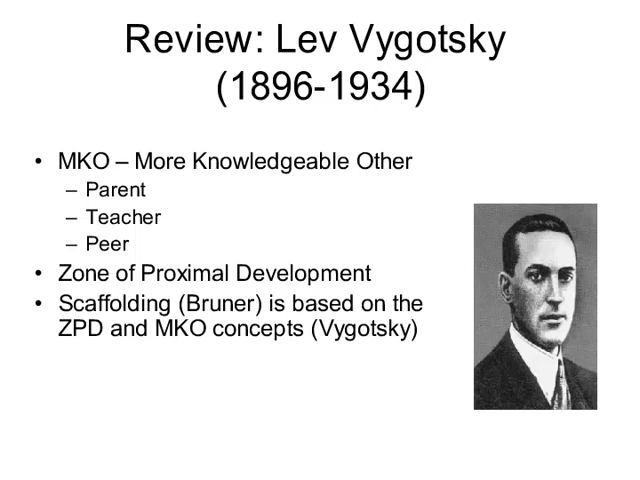 Review: Lev Vygotsky
(1896-1934)
• MKO – More Knowledgeable Other
– Parent
– Teacher
– Peer
• Zone of Proximal Development
• Scaffolding (Bruner) is based on the
ZPD and MKO concepts (Vygotsky)